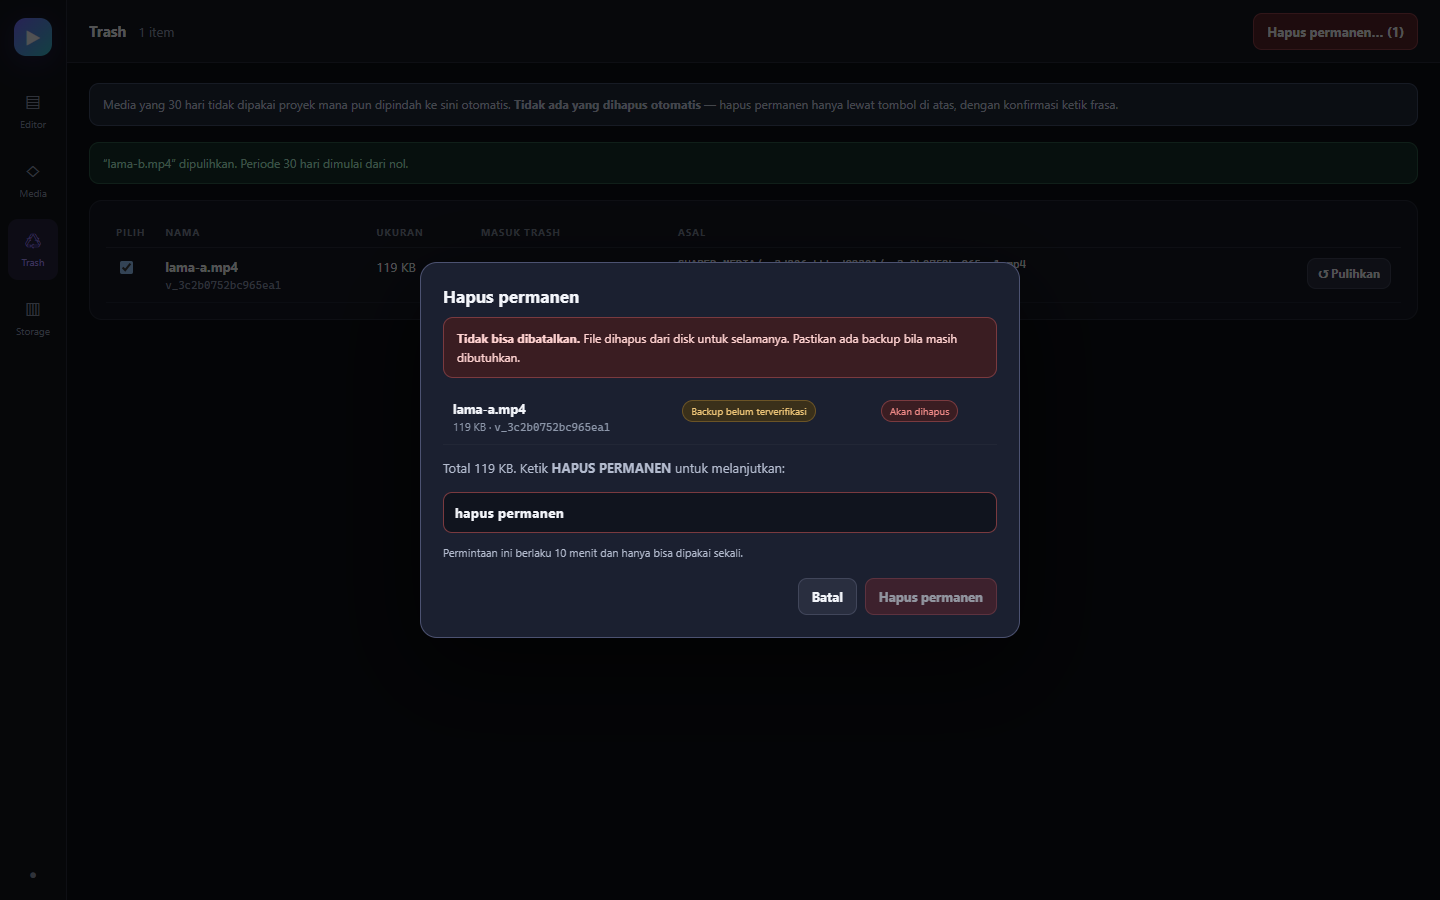 Trash 1 item
Hapus permanen... (1)
Editor
Media
Trash
Storage
Media yang 30 hari tidak dipakai proyek mana pun dipindah ke sini otomatis. Tidak ada yang dihapus otomatis — hapus permanen hanya lewat tombol di atas, dengan konfirmasi ketik frasa.
“lama-b.mp4” dipulihkan. Periode 30 hari dimulai dari nol.
PILIH NAMA UKURAN MASUK TRASH ASAL
lama-a.mp4 119 KB
v_3c2b0752bc965ea1
Pulihkan
Hapus permanen
Tidak bisa dibatalkan. File dihapus dari disk untuk selamanya. Pastikan ada backup bila masih
dibutuhkan.
lama-a.mp4 Backup belum terverifikasi Akan dihapus
119 KB · v_3c2b0752bc965ea1
Total 119 KB. Ketik HAPUS PERMANEN untuk melanjutkan:
hapus permanen
Permintaan ini berlaku 10 menit dan hanya bisa dipakai sekali.
Batal Hapus permanen